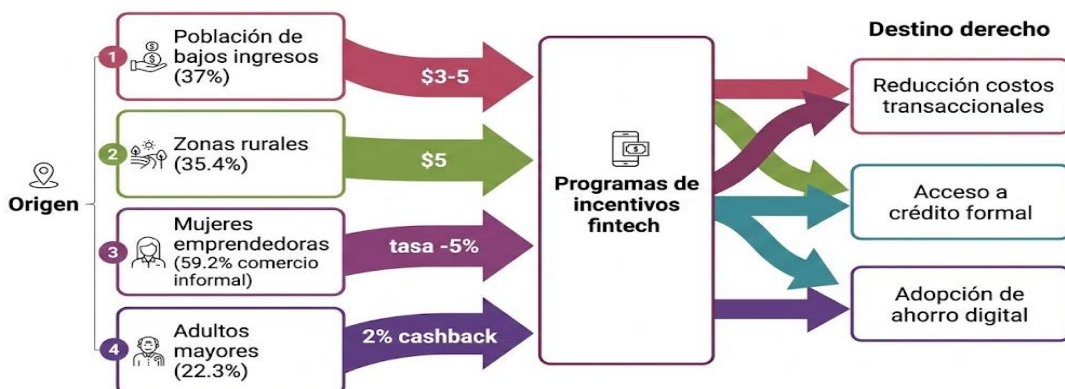 Origen
1
Población de
bajos ingresos
(37%)
$3-5
2
Zonas rurales
(35.4%)
$5
3
Mujeres
emprendedoras
(59.2% comercio
informal)
tasa -5%
4
Adultos
mayores
(22.3%)
2% cashback
Programas de
incentivos
fintech
Destino derecho
Reducción costos
transaccionales
Acceso a
crédito formal
Adopción de
ahorro digital